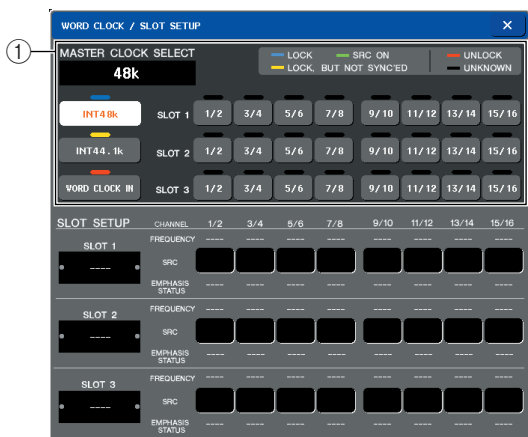 WORD CLOCK / SLOT SETUP
×
1
MASTER CLOCK SELECT
48k
LOCK
SRC ON
UNLOCK
LOCK, BUT NOT SYNC'ED
UNKNOWN
INT48k
SLOT 1 1/2 3/4 5/6 7/8 9/10 11/12 13/14 15/16
INT44.1k
SLOT 2 1/2 3/4 5/6 7/8 9/10 11/12 13/14 15/16
WORD CLOCK IN
SLOT 3 1/2 3/4 5/6 7/8 9/10 11/12 13/14 15/16
SLOT SETUP CHANNEL 1/2 3/4 5/6 7/8 9/10 11/12 13/14 15/16
SLOT 1
FREQUENCY ---- ---- ---- ---- ---- ---- ---- ----
---- SRC
EMPHASIS STATUS ---- ---- ---- ---- ---- ---- ---- ----
SLOT 2
FREQUENCY ---- ---- ---- ---- ---- ---- ---- ----
---- SRC
EMPHASIS STATUS ---- ---- ---- ---- ---- ---- ---- ----
SLOT 3
FREQUENCY ---- ---- ---- ---- ---- ---- ---- ----
---- SRC
EMPHASIS STATUS ---- ---- ---- ---- ---- ---- ---- ----